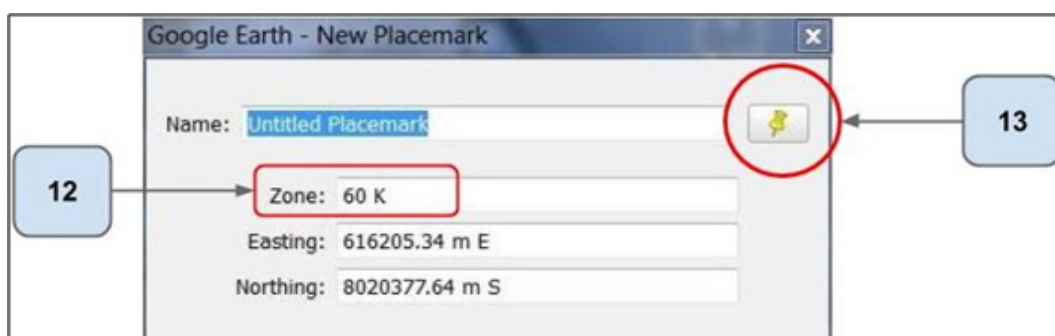 Google Earth - New Placemark x
Name: Untitled Placemark
13
12
Zone: 60 K
Easting: 616205.34 m E
Northing: 8020377.64 m S